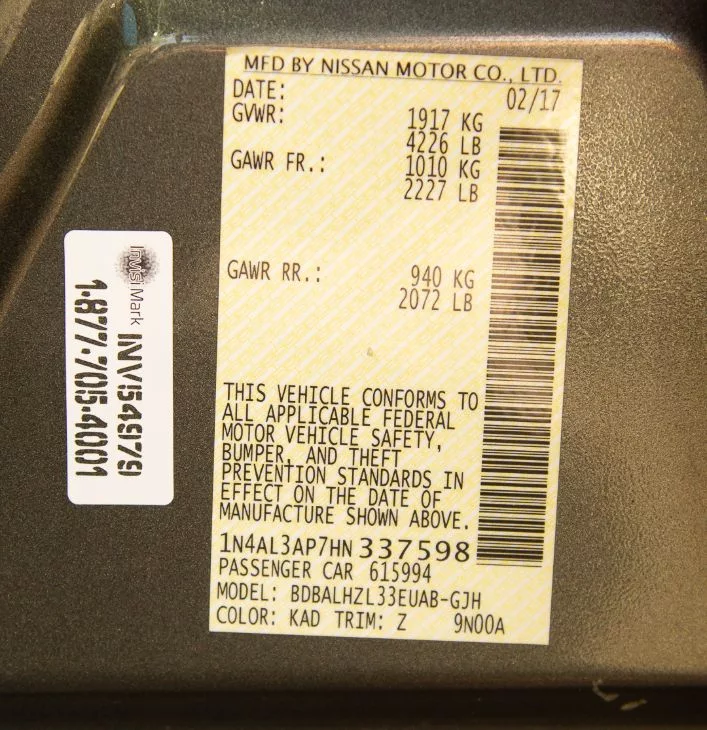 MFD BY NISSAN MOTOR CO., LTD.
DATE: 02/17
GVWR: 1917 KG
4226 LB
GAWR FR.: 1010 KG
2227 LB
GAWR RR.: 940 KG
2072 LB
THIS VEHICLE CONFORMS TO
ALL APPLICABLE FEDERAL
MOTOR VEHICLE SAFETY,
BUMPER, AND THEFT
PREVENTION STANDARDS IN
EFFECT ON THE DATE OF
MANUFACTURE SHOWN ABOVE.
1N4AL3AP7HN 337598
PASSENGER CAR 615994
MODEL: BDBALHZL33EUAB-GJH
COLOR: KAD TRIM: Z 9N00A
Invisi Mark INV154979
1-877-705-4001